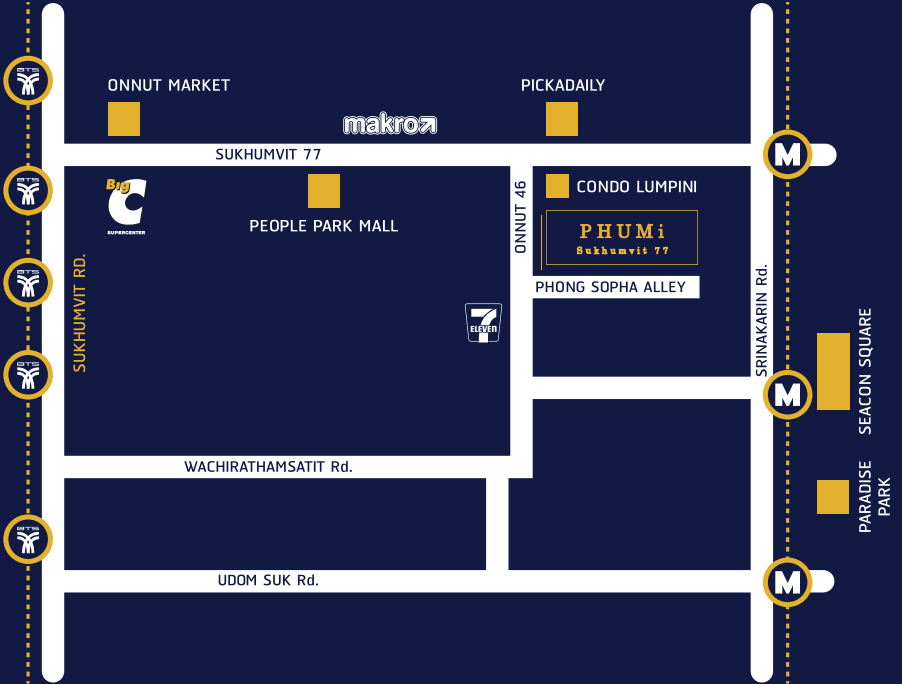 BTS
ONNUT MARKET
PICKADAILY
makro
SUKHUMVIT 77
M
BTS
Big
C
SUPERCENTER
PEOPLE PARK MALL
ONNUT 46
CONDO LUMPINI
PHUMi
Sukhumvit 77
BTS
SUKHUMVIT RD.
PHONG SOPHA ALLEY
SRINAKARIN Rd.
7
ELEVEn
BTS
M
SEACON SQUARE
WACHIRATHAMSATIT Rd.
PARADISE
PARK
BTS
UDOM SUK Rd.
M